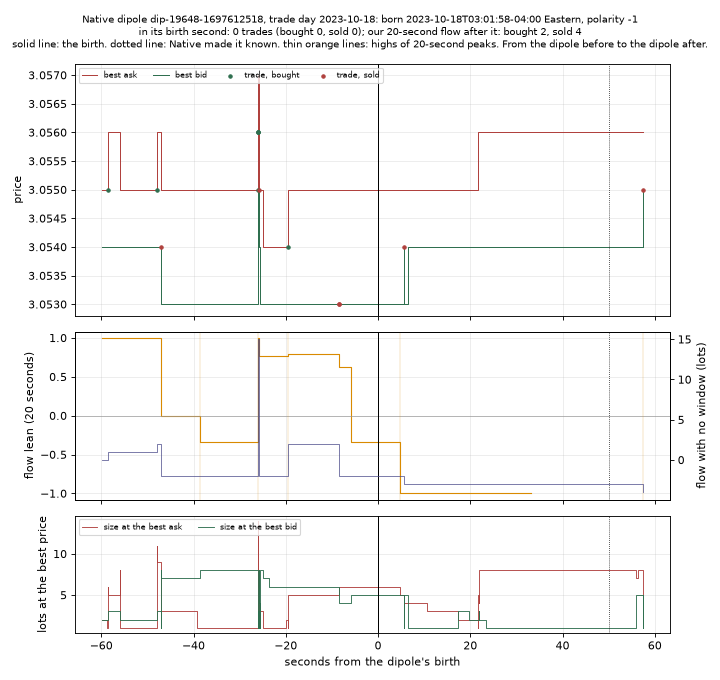 Native dipole dip-19648-1697612518, trade day 2023-10-18: born 2023-10-18T03:01:58-04:00 Eastern, polarity -1
in its birth second: 0 trades (bought 0, sold 0); our 20-second flow after it: bought 2, sold 4
solid line: the birth. dotted line: Native made it known. thin orange lines: highs of 20-second peaks. From the dipole before to the dipole after.
best ask
best bid
trade, bought
trade, sold
3.0570
3.0565
3.0560
3.0555
3.0550
3.0545
3.0540
3.0535
3.0530
price
1.0
0.5
0.0
−0.5
−1.0
flow lean (20 seconds)
15
10
5
0
flow with no window (lots)
size at the best ask
size at the best bid
10
5
lots at the best price
−60
−40
−20
0
20
40
60
seconds from the dipole's birth